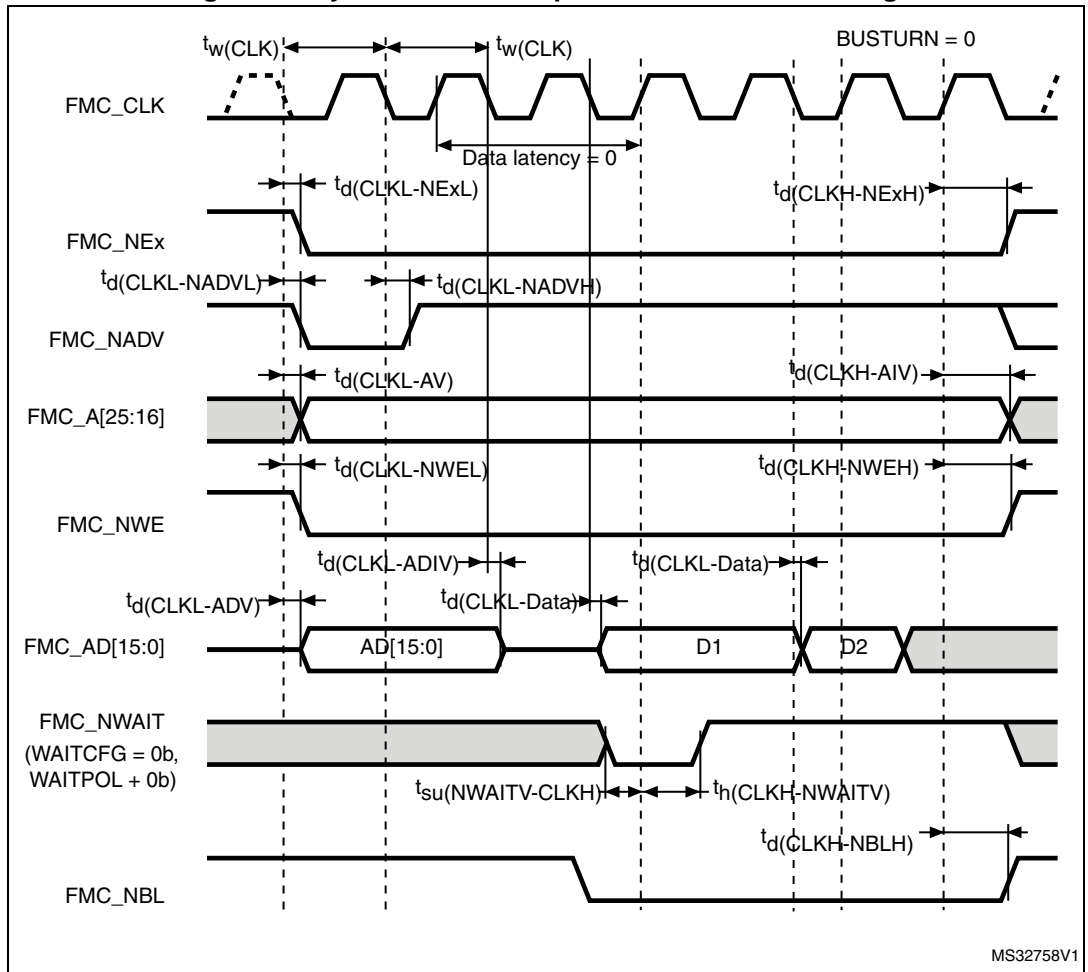 tw(CLK) tw(CLK) BUSTURN = 0
FMC_CLK
Data latency = 0
td(CLKL-NExL) td(CLKH-NExH)
FMC_NEx
td(CLKL-NADVL) td(CLKL-NADVH)
FMC_NADV
td(CLKL-AV) td(CLKH-AIV)
FMC_A[25:16]
td(CLKL-NWEL) td(CLKH-NWEH)
FMC_NWE
td(CLKL-ADIV) td(CLKL-Data)
td(CLKL-ADV) td(CLKL-Data)
FMC_AD[15:0] AD[15:0] D1 D2
FMC_NWAIT
(WAITCFG = 0b,
WAITPOL + 0b)
tsu(NWAITV-CLKH) th(CLKH-NWAITV)
td(CLKH-NBLH)
FMC_NBL
MS32758V1